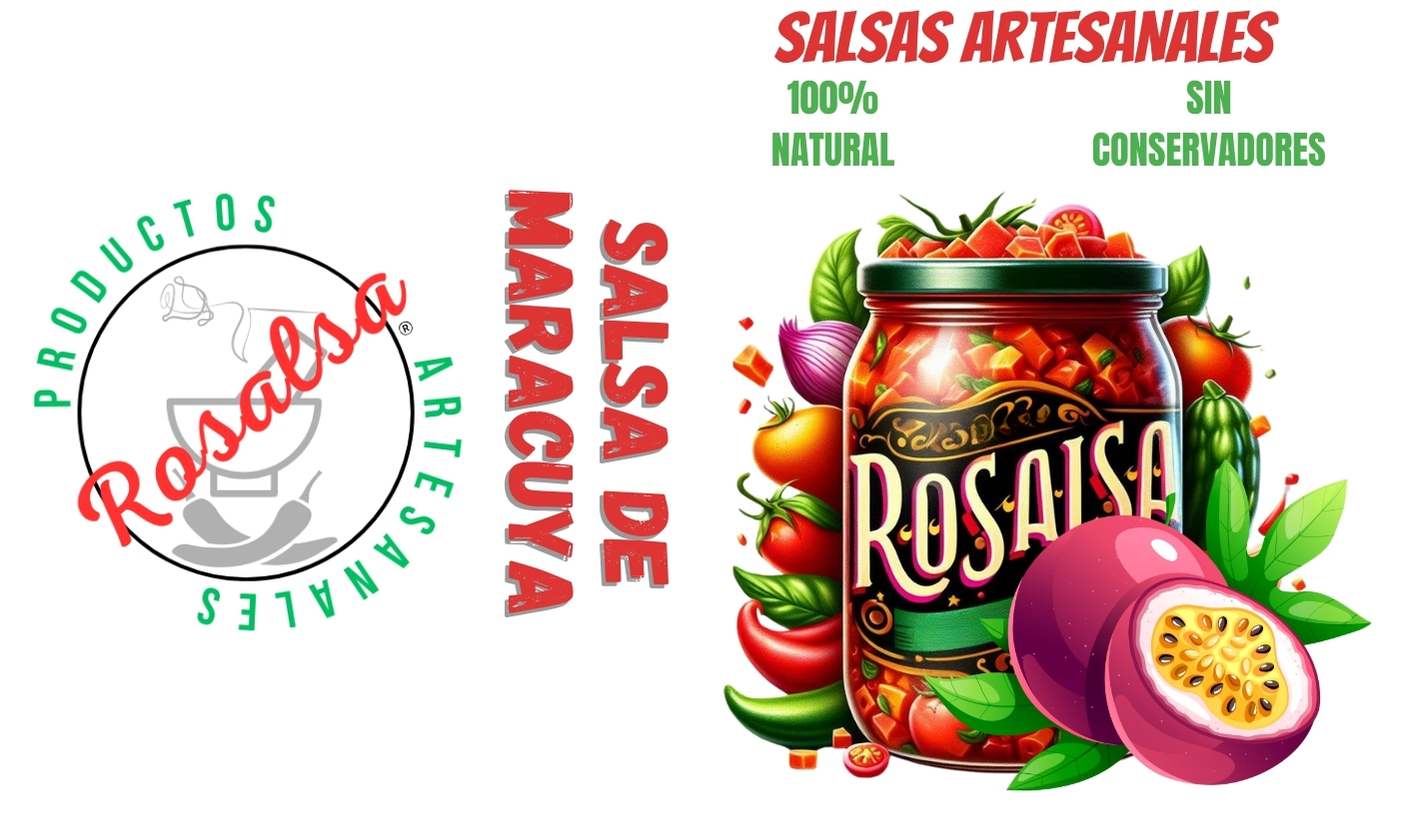 PRODUCTOS ARTESANALES
Rosalsa
®
SALSA DE
MARACUYA
SALSAS ARTESANALES
100%
NATURAL
SIN
CONSERVADORES
ROSALSA